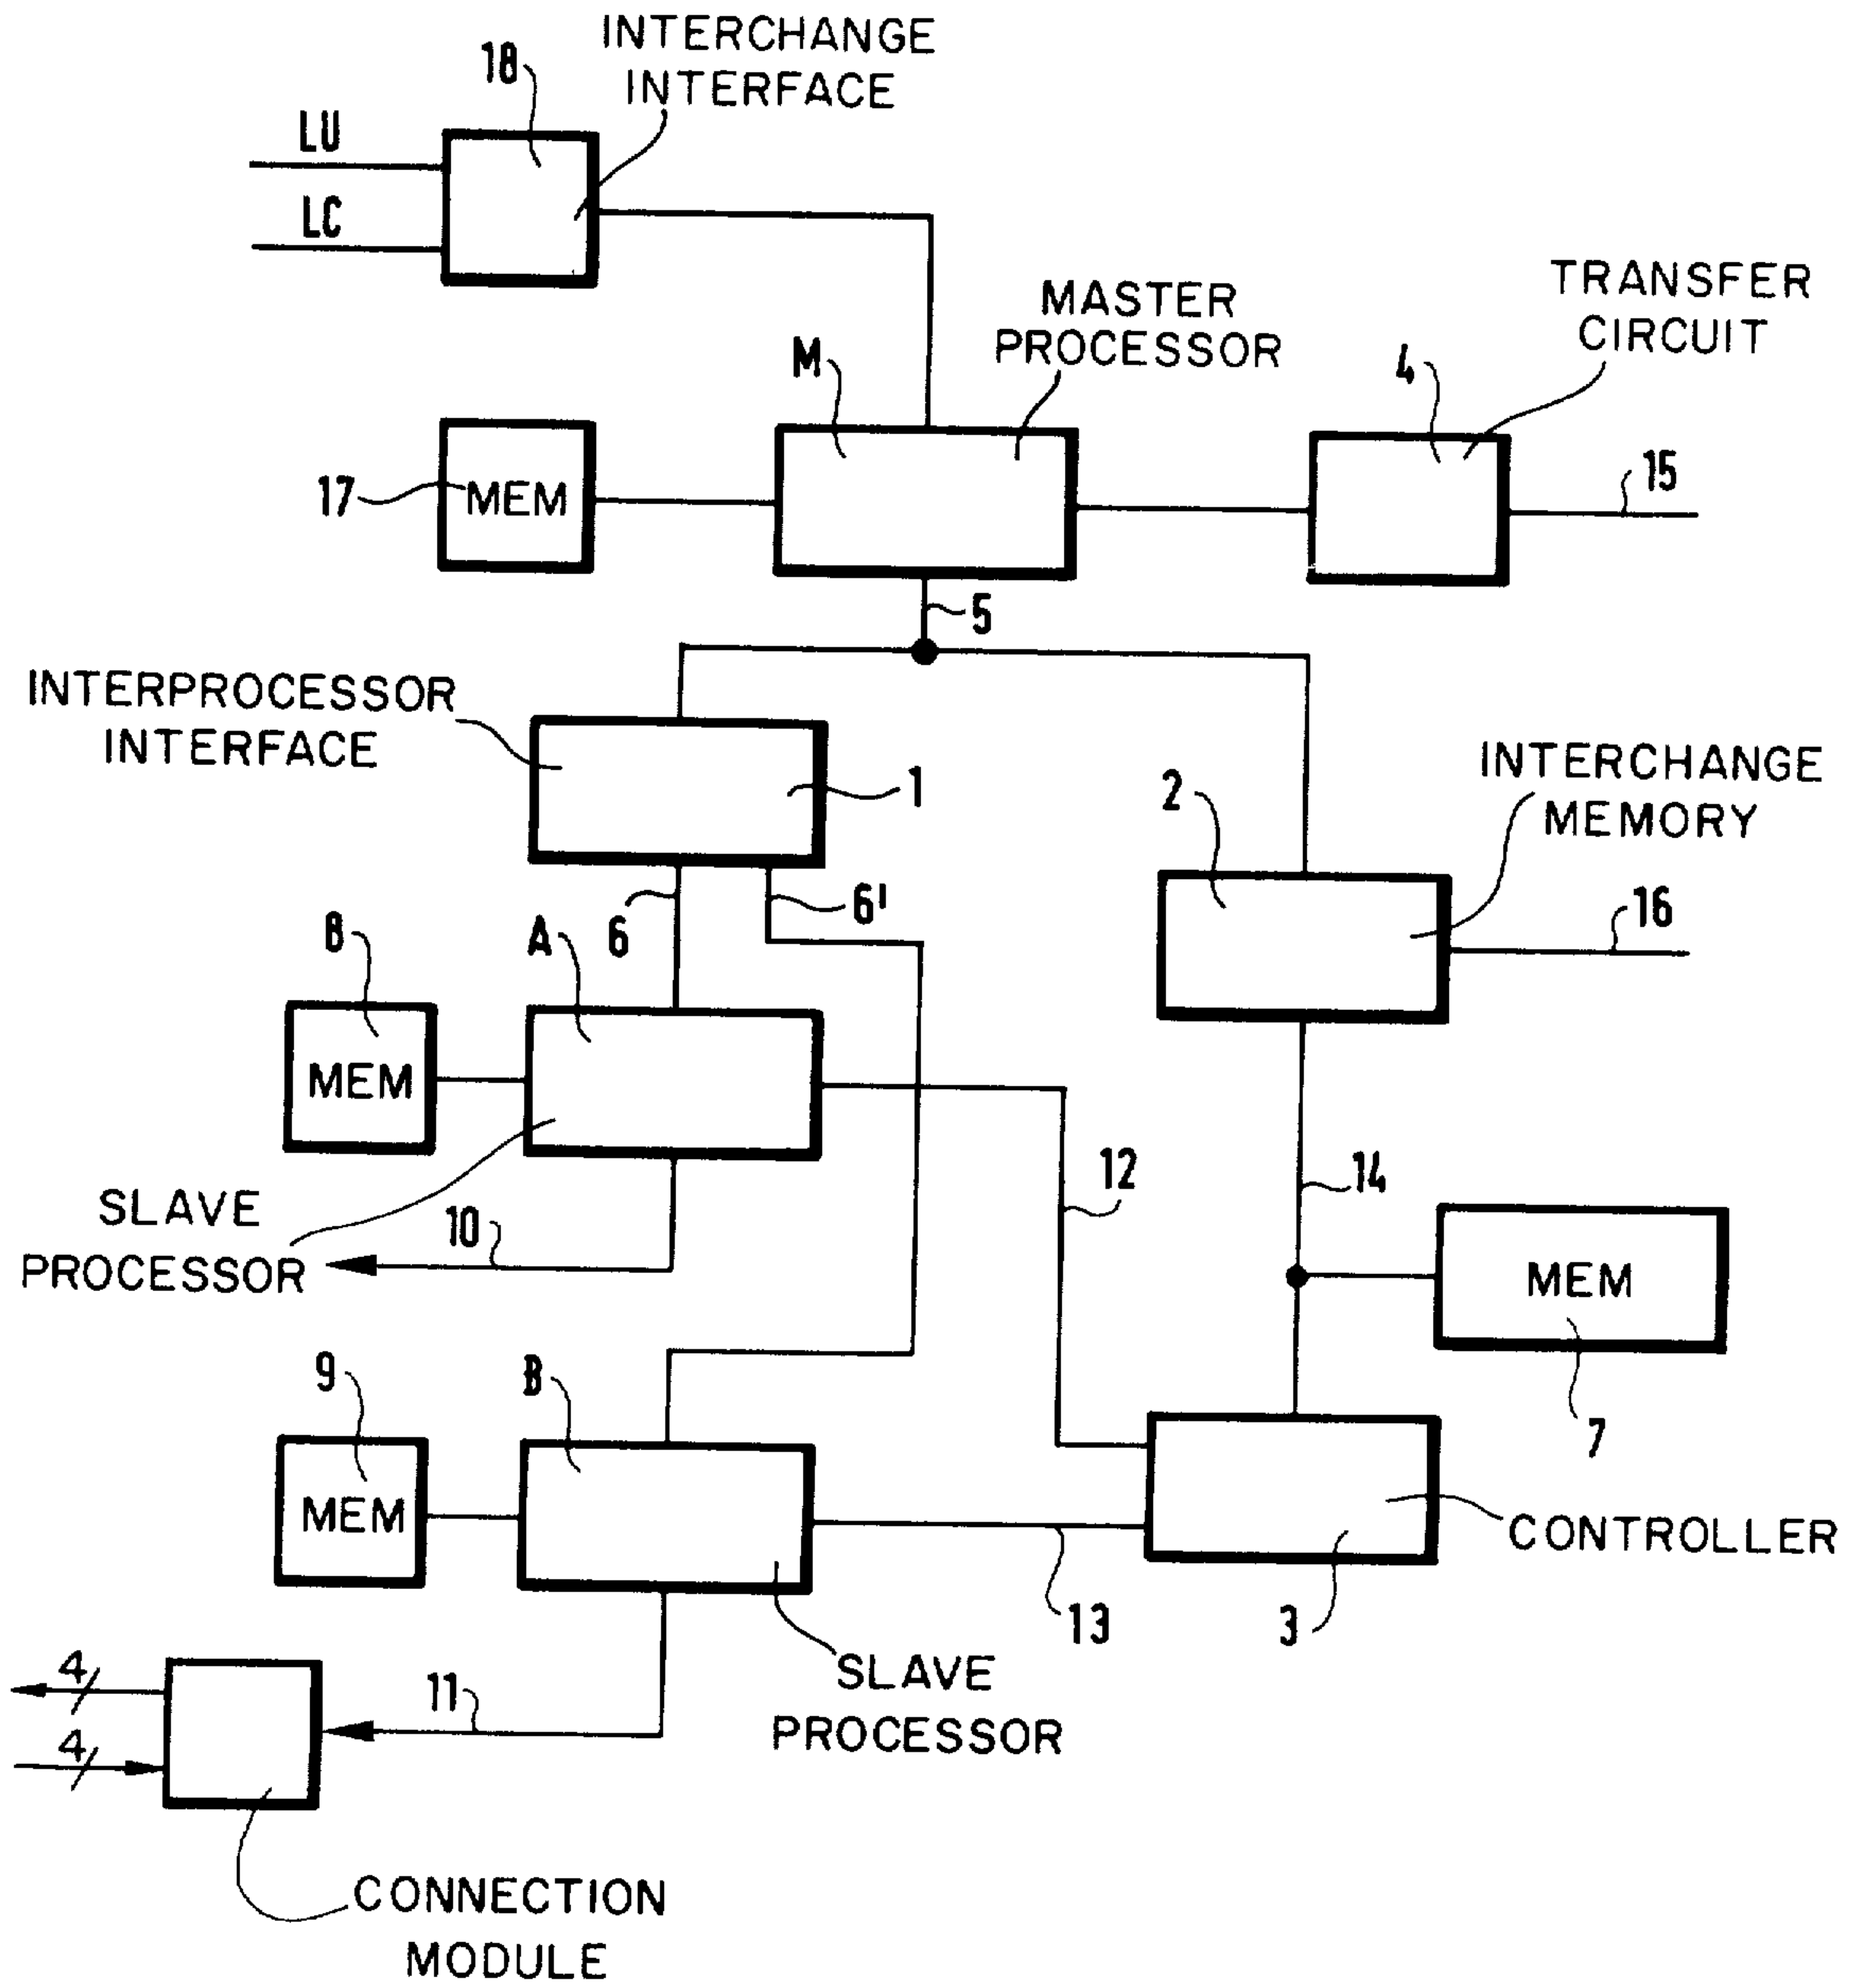 INTERCHANGE
INTERFACE
18
LU
LC
TRANSFER
CIRCUIT
MASTER
PROCESSOR
M
4
17
MEM
15
5
INTERPROCESSOR
INTERFACE
1
INTERCHANGE
MEMORY
2
6
6'
16
8
A
MEM
12
14
SLAVE
PROCESSOR
10
MEM
7
9
B
MEM
CONTROLLER
13
3
SLAVE
PROCESSOR
4
11
4
CONNECTION
MODULE